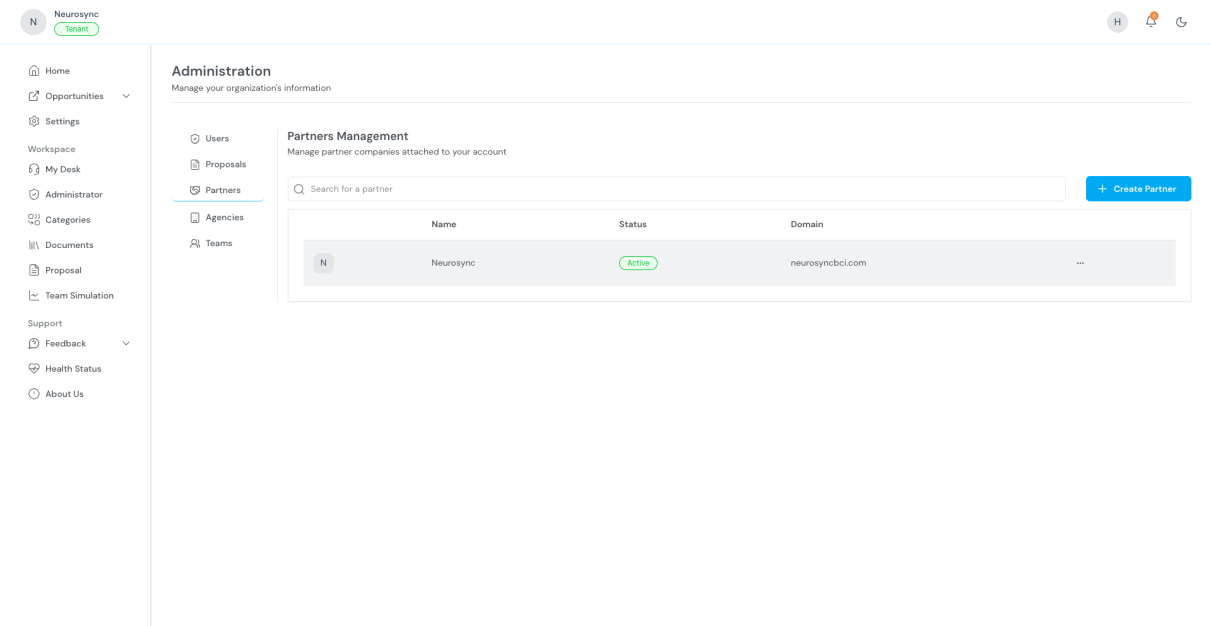 N
Neurosync
Tenant
H
Home
Opportunities
Settings
Workspace
My Desk
Administrator
Categories
Documents
Proposal
Team Simulation
Support
Feedback
Health Status
About Us
Administration
Manage your organization's information
Users
Proposals
Partners
Agencies
Teams
Partners Management
Manage partner companies attached to your account
Search for a partner
+ Create Partner
Name Status Domain
N Neurosync Active neurosyncbci.com ...